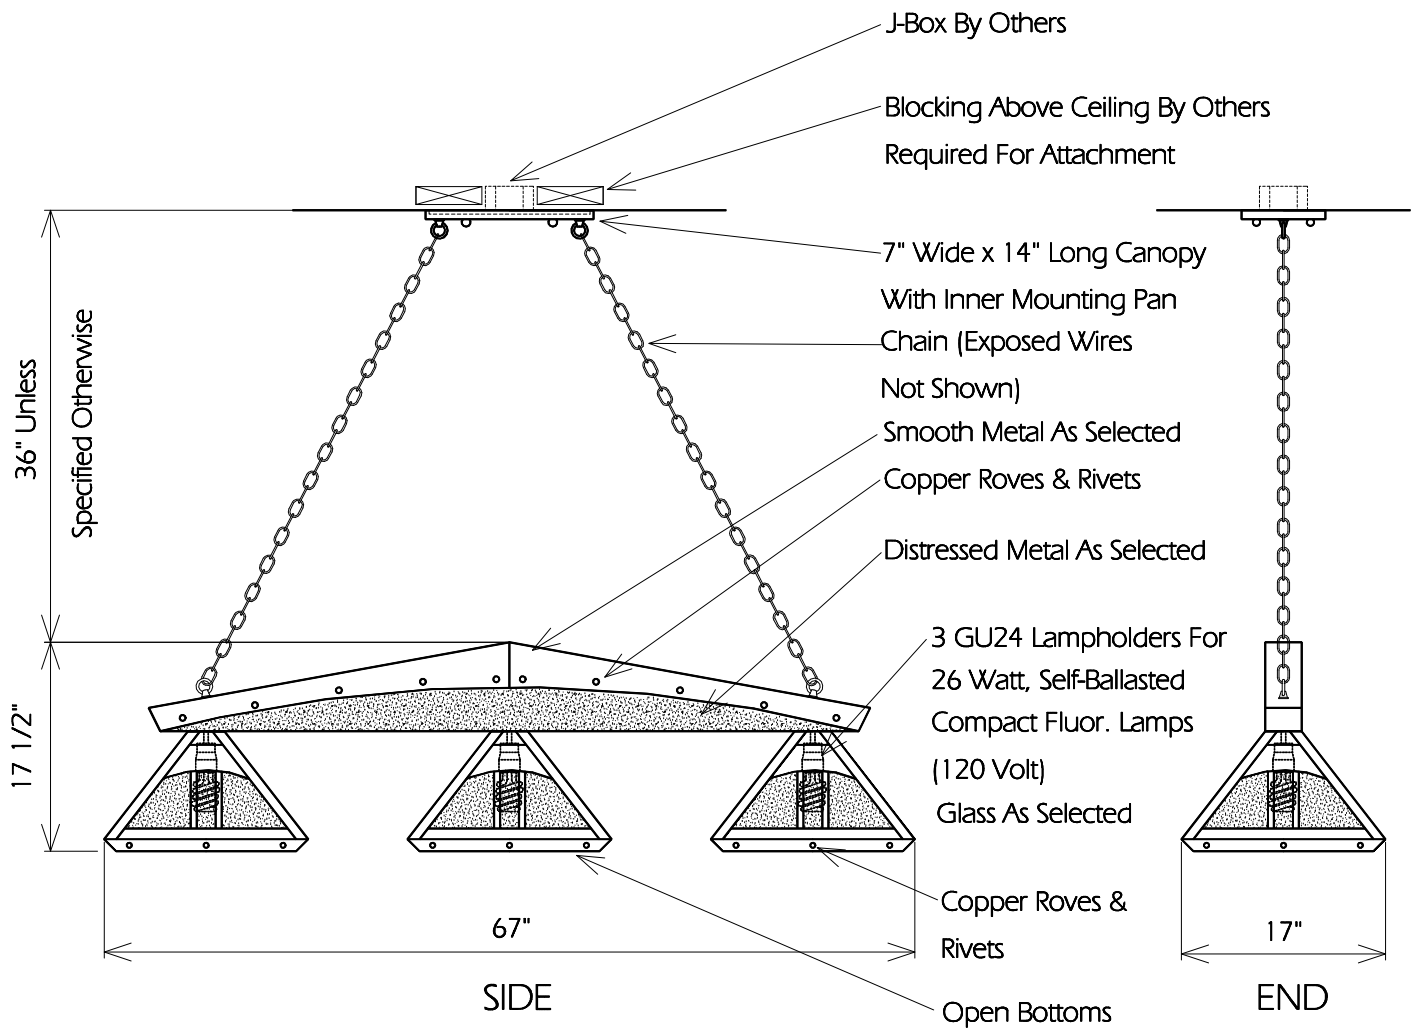 J-Box By Others
Blocking Above Ceiling By Others
Required For Attachment
7" Wide x 14" Long Canopy
With Inner Mounting Pan
Chain (Exposed Wires
Not Shown)
Smooth Metal As Selected
Copper Roves & Rivets
Distressed Metal As Selected
3 GU24 Lampholders For
26 Watt, Self-Ballasted
Compact Fluor. Lamps
(120 Volt)
Glass As Selected
Copper Roves &
Rivets
Open Bottoms
36" Unless
Specified Otherwise
17 1/2"
67"
17"
SIDE
END